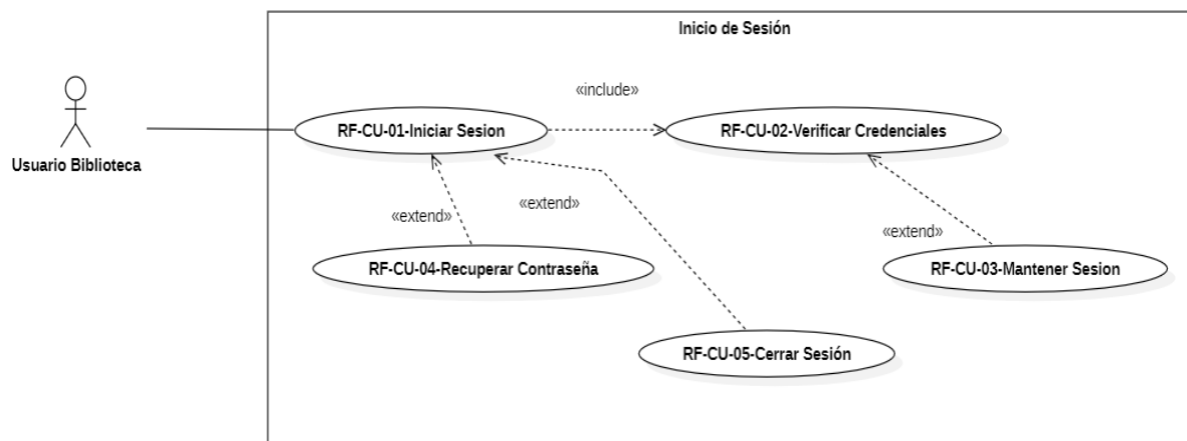 Inicio de Sesión
«include»
RF-CU-01-Iniciar Sesion
RF-CU-02-Verificar Credenciales
Usuario Biblioteca
«extend»
«extend»
«extend»
RF-CU-04-Recuperar Contraseña
RF-CU-03-Mantener Sesion
RF-CU-05-Cerrar Sesión